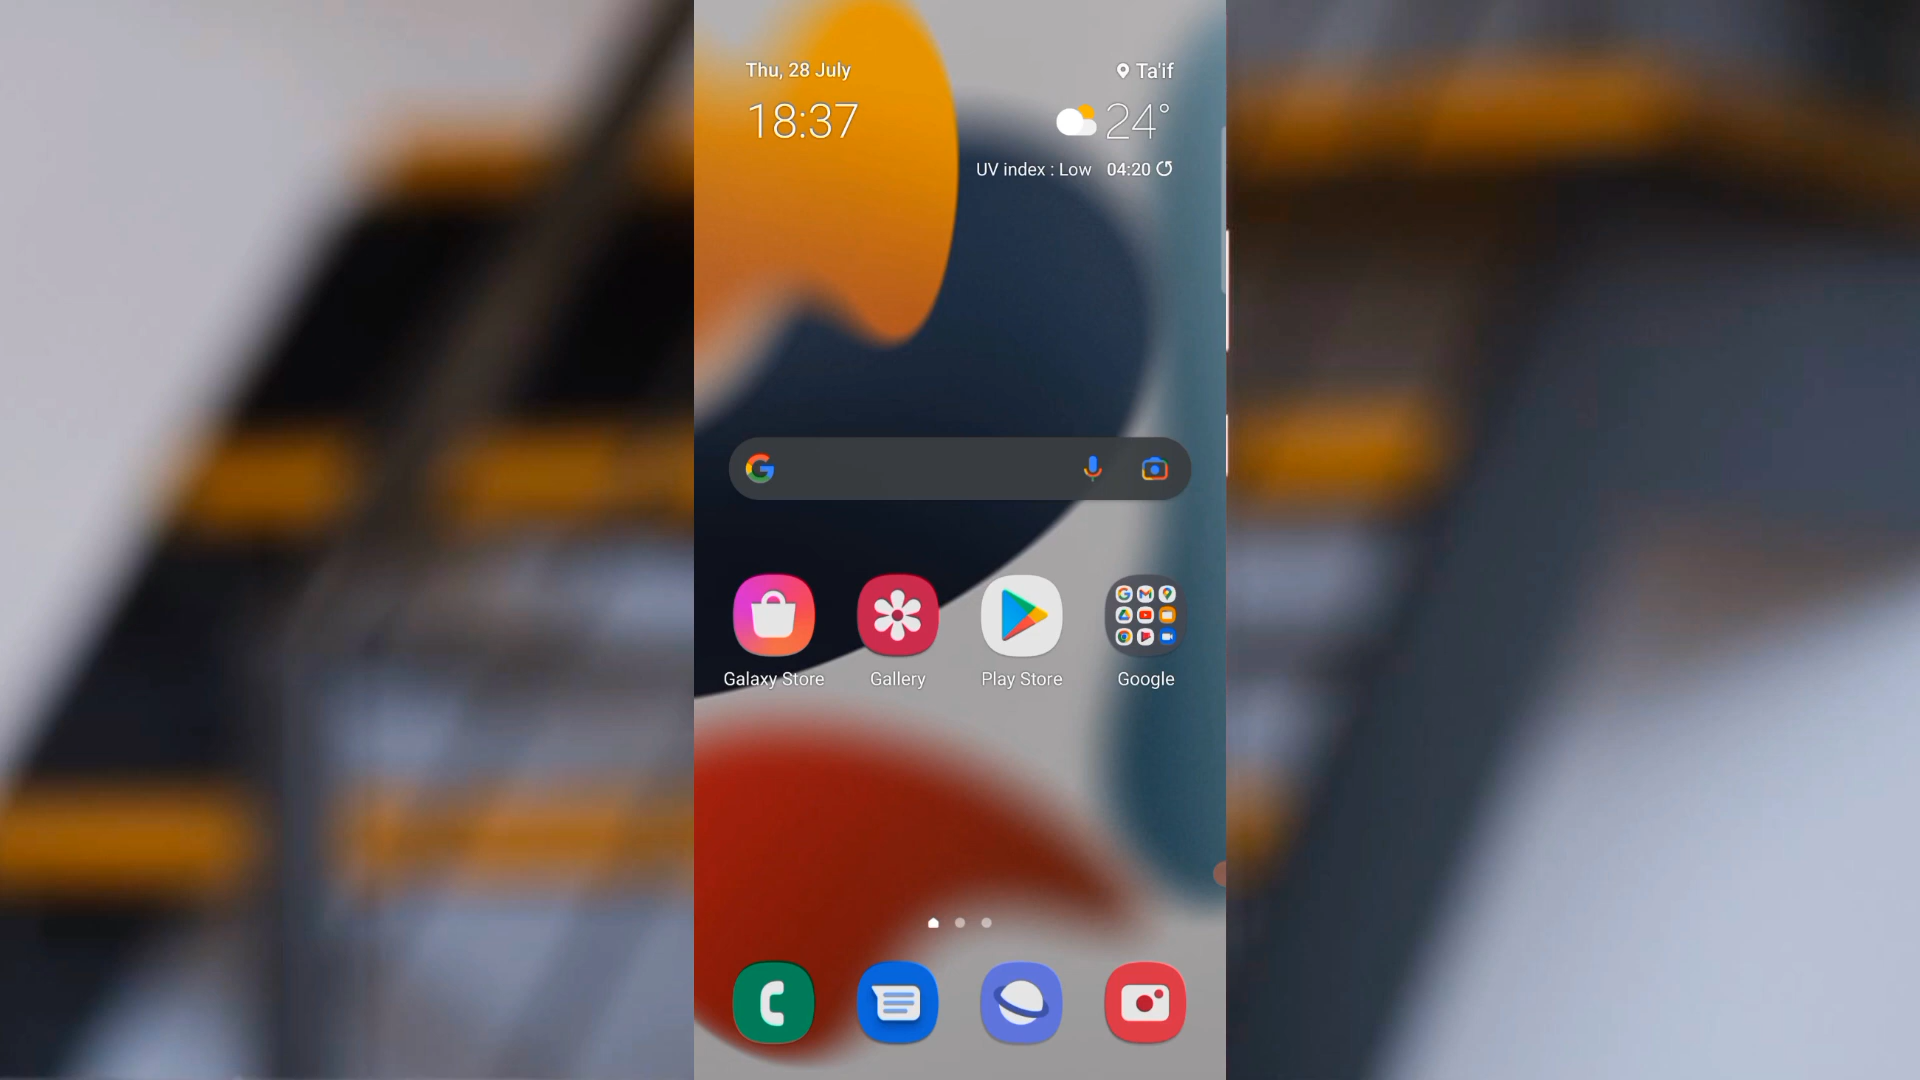 Thu, 28 July
Ta'if
18:37
24°
UV index : Low 04:20
Galaxy Store
Gallery
Play Store
Google